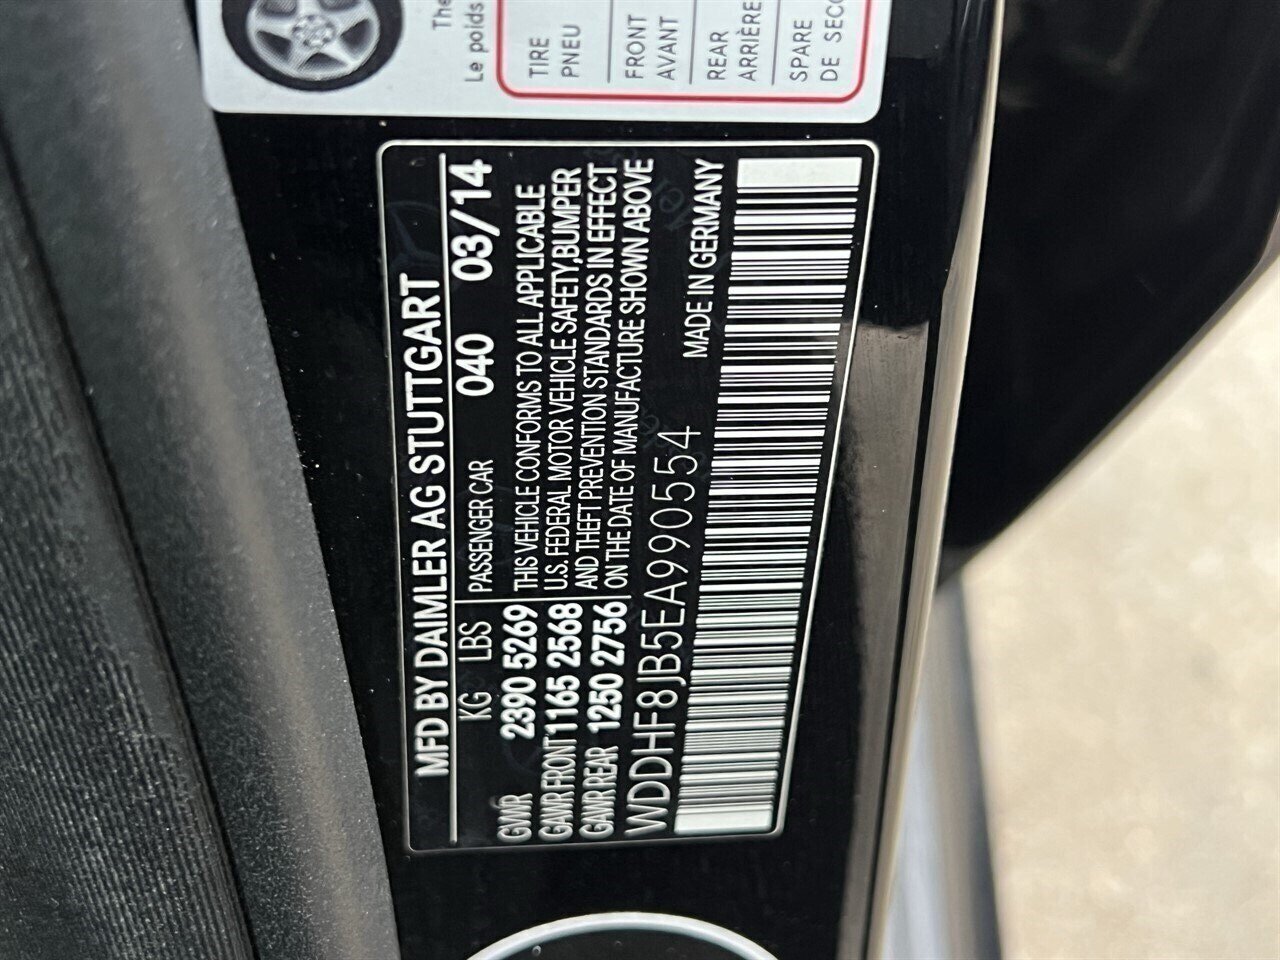 The
Le poids
TIRE
PNEU
FRONT
AVANT
REAR
ARRIÈRE
SPARE
DE SECO
MFD BY DAIMLER AG STUTTGART
KG LBS PASSENGER CAR 040 03/14
GVWR 2390 5269 THIS VEHICLE CONFORMS TO ALL APPLICABLE
GAWR FRONT 1165 2568 U.S. FEDERAL MOTOR VEHICLE SAFETY,BUMPER
GAWR REAR 1250 2756 AND THEFT PREVENTION STANDARDS IN EFFECT
ON THE DATE OF MANUFACTURE SHOWN ABOVE
WDDHF8JB5EA990554 MADE IN GERMANY